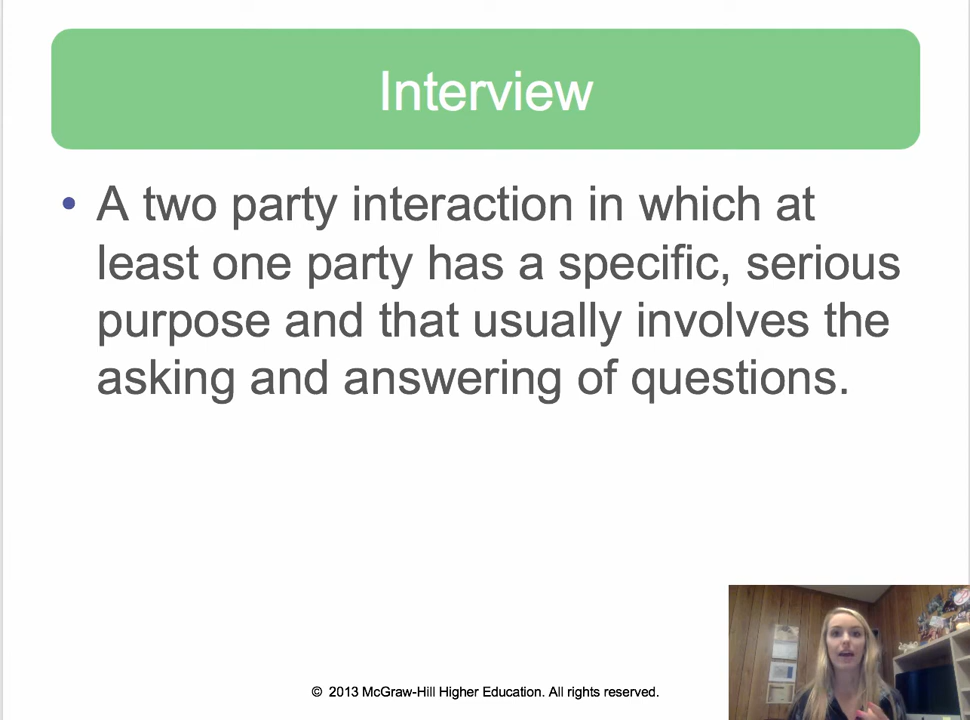 Interview
• A two party interaction in which at
least one party has a specific, serious
purpose and that usually involves the
asking and answering of questions.
© 2013 McGraw-Hill Higher Education. All rights reserved.